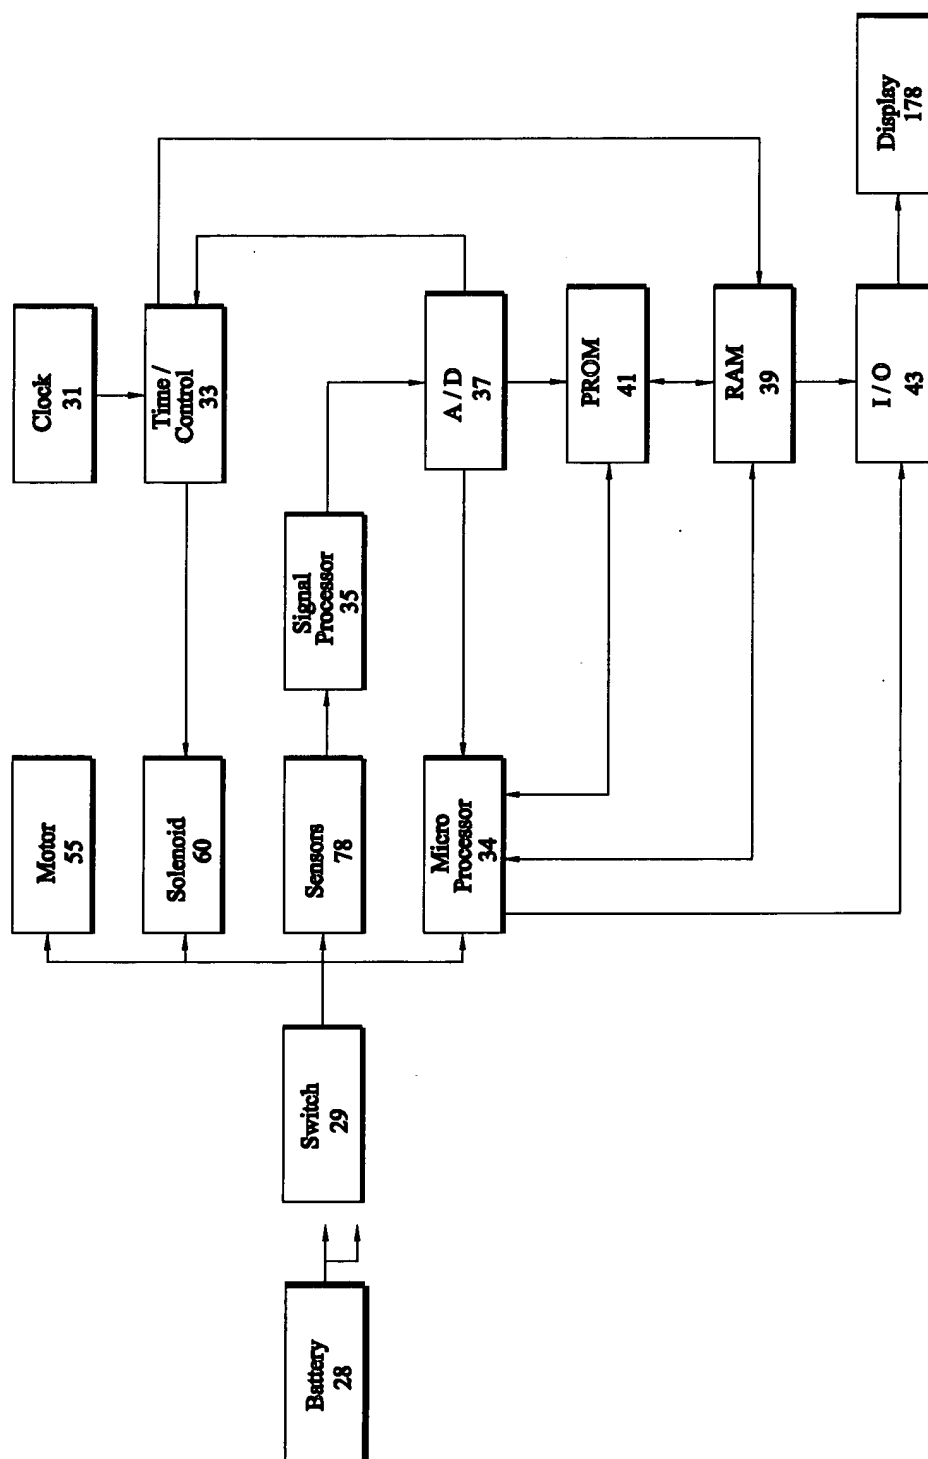 Battery
28
Switch
29
Motor
55
Solenoid
60
Sensors
78
Micro
Processor
34
Signal
Processor
35
Clock
31
Time /
Control
33
A / D
37
PROM
41
RAM
39
I / O
43
Display
178